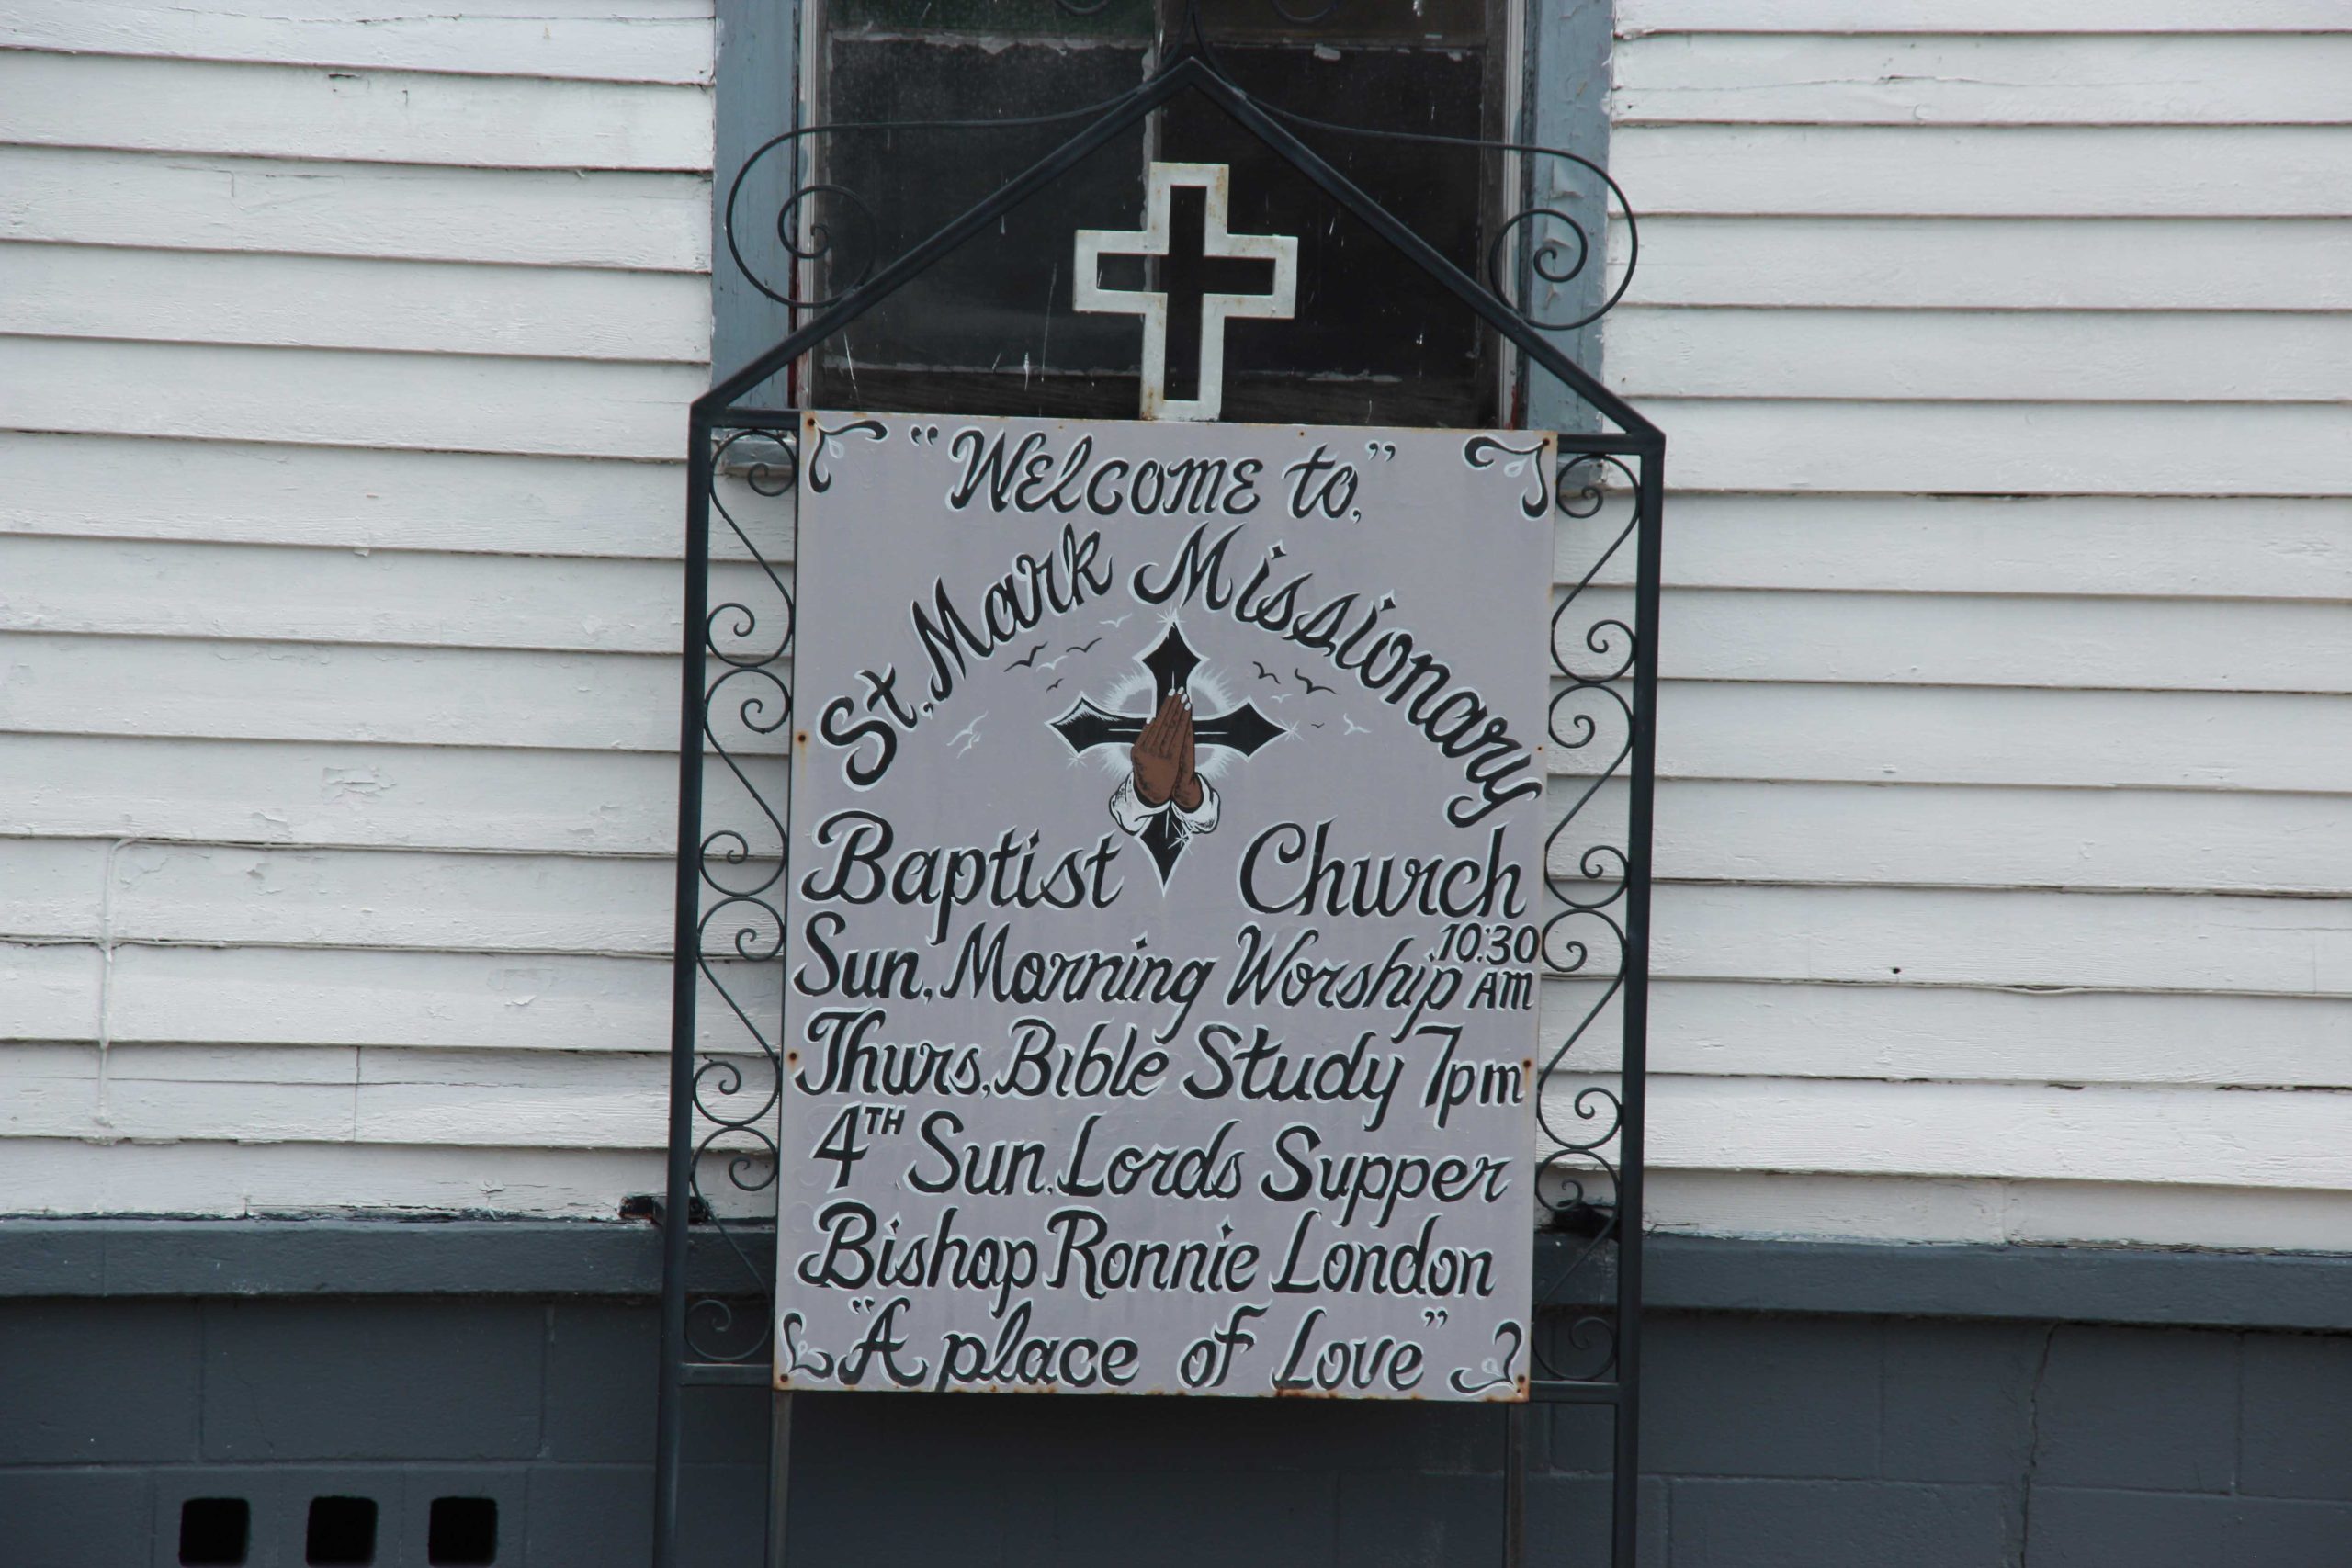 "Welcome to,"
St. Mark Missionary
Baptist Church
Sun. Morning Worship 10:30 AM
Thurs. Bible Study 7pm
4TH Sun. Lords Supper
Bishop Ronnie London
"A place of Love"